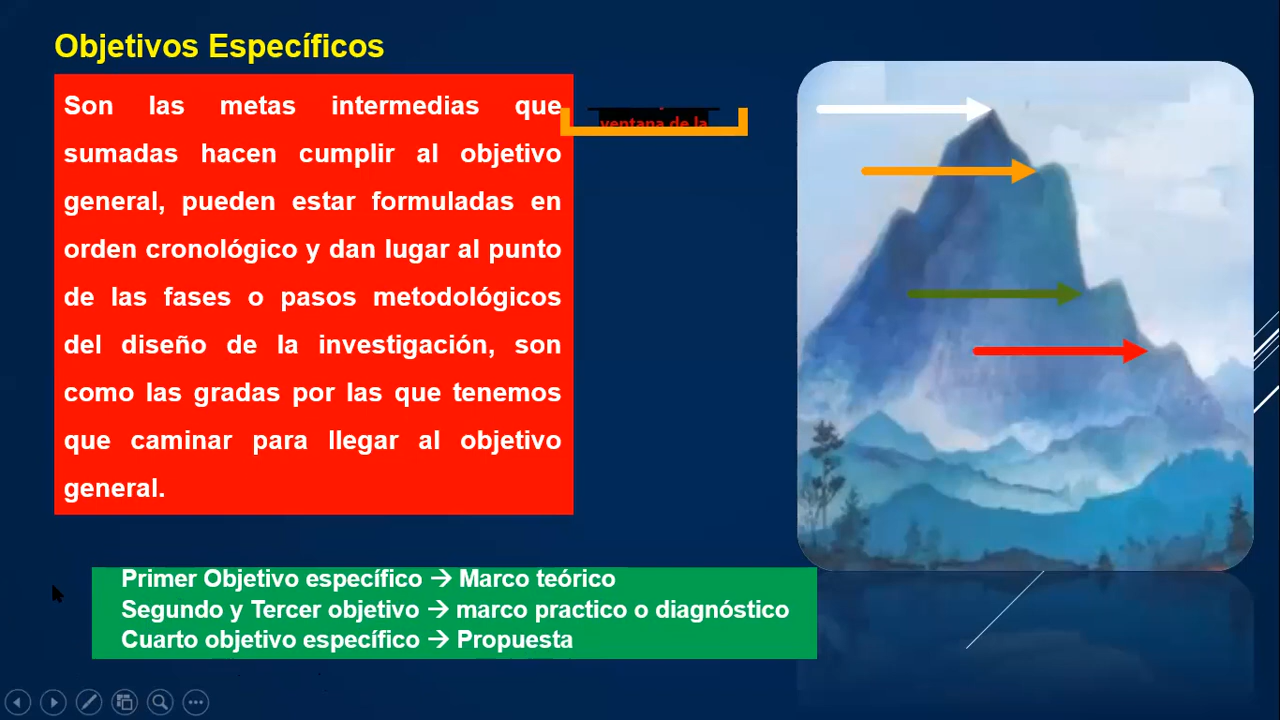 Objetivos Específicos
Son las metas intermedias que
sumadas hacen cumplir al objetivo
general, pueden estar formuladas en
orden cronológico y dan lugar al punto
de las fases o pasos metodológicos
del diseño de la investigación, son
como las gradas por las que tenemos
que caminar para llegar al objetivo
general.
ventana de la
Primer Objetivo específico → Marco teórico
Segundo y Tercer objetivo → marco practico o diagnóstico
Cuarto objetivo específico → Propuesta